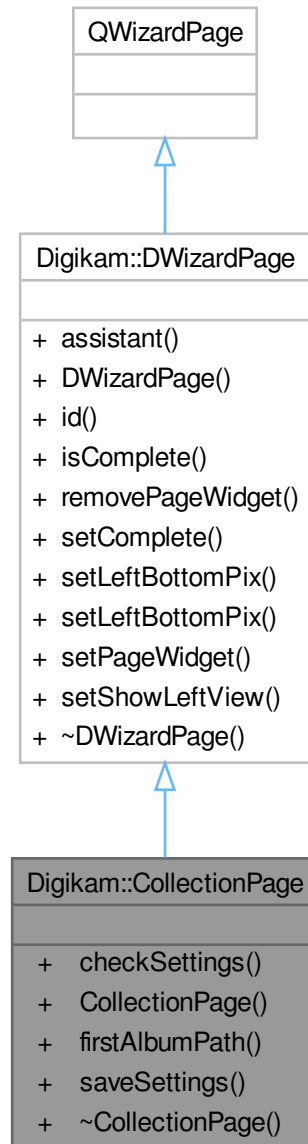 QWizardPage
Digikam::DWizardPage
+ assistant()
+ DWizardPage()
+ id()
+ isComplete()
+ removePageWidget()
+ setComplete()
+ setLeftBottomPix()
+ setLeftBottomPix()
+ setPageWidget()
+ setShowLeftView()
+ ~DWizardPage()
Digikam::CollectionPage
+ checkSettings()
+ CollectionPage()
+ firstAlbumPath()
+ saveSettings()
+ ~CollectionPage()